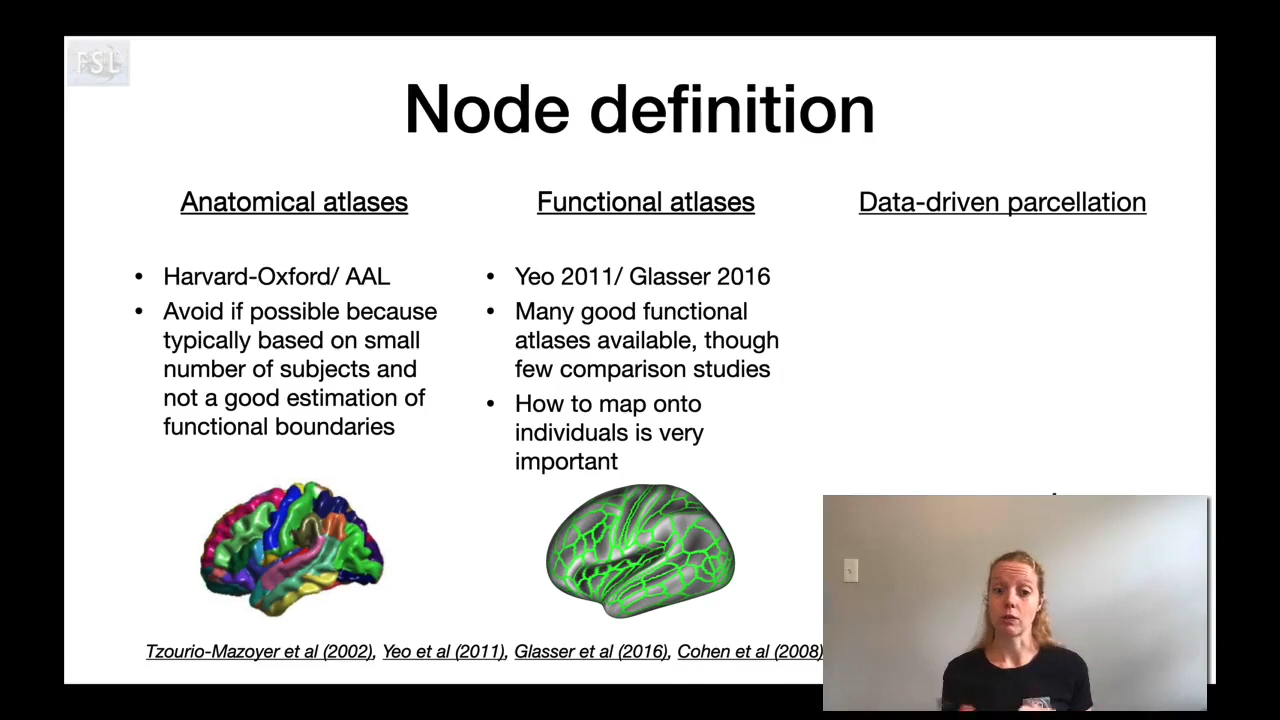 FSL
Node definition
Anatomical atlases
• Harvard-Oxford/ AAL
• Avoid if possible because
typically based on small
number of subjects and
not a good estimation of
functional boundaries
Functional atlases
• Yeo 2011/ Glasser 2016
• Many good functional
atlases available, though
few comparison studies
• How to map onto
individuals is very
important
Data-driven parcellation
Tzourio-Mazoyer et al (2002), Yeo et al (2011), Glasser et al (2016), Cohen et al (2008)